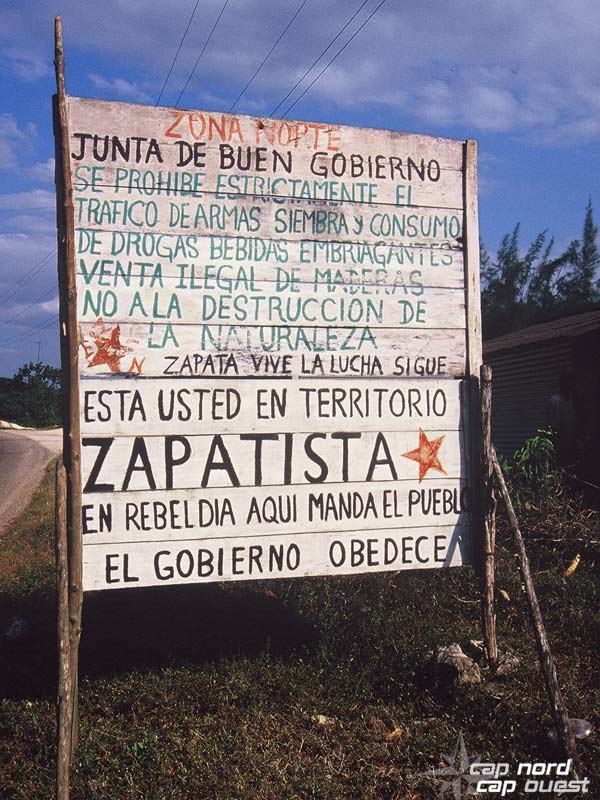 ZONA NORTE
JUNTA DE BUEN GOBIERNO
SE PROHIBE ESTRICTAMENTE EL
TRAFICO DE ARMAS SIEMBRA Y CONSUMO
DE DROGAS BEBIDAS EMBRIAGANTES
VENTA ILEGAL DE MADERAS
NO A LA DESTRUCCION DE
LA NATURALEZA
ZAPATA VIVE LA LUCHA SIGUE
ESTA USTED EN TERRITORIO
ZAPATISTA
EN REBELDIA AQUI MANDA EL PUEBLO
EL GOBIERNO OBEDECE
cap nord
cap ouest